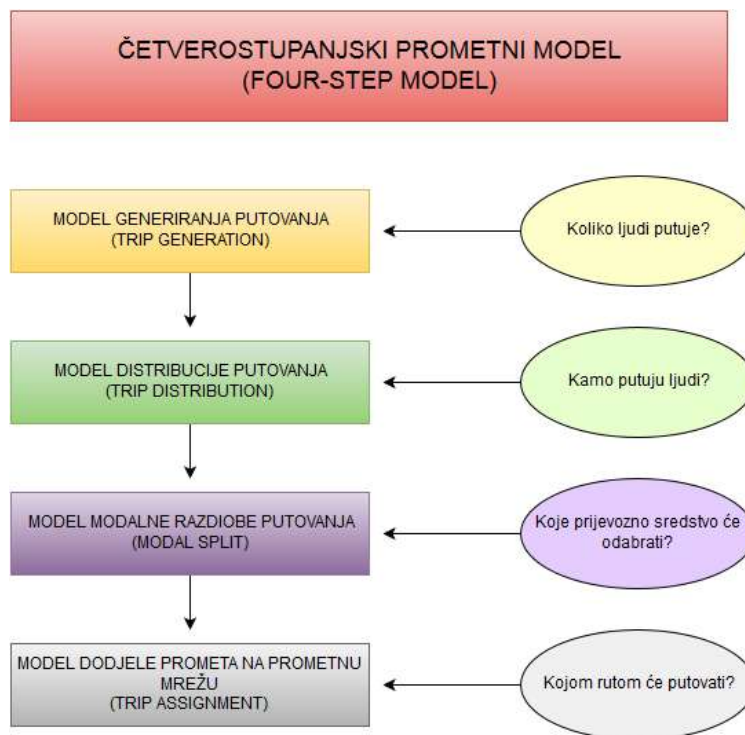 ČETVEROSTUPANJSKI PROMETNI MODEL
(FOUR-STEP MODEL)
MODEL GENERIRANJA PUTOVANJA
(TRIP GENERATION)
Koliko ljudi putuje?
MODEL DISTRIBUCIJE PUTOVANJA
(TRIP DISTRIBUTION)
Kamo putuju ljudi?
MODEL MODALNE RAZDIOBE PUTOVANJA
(MODAL SPLIT)
Koje prijevozno sredstvo će
odabrati?
MODEL DODJELE PROMETA NA PROMETNU
MREŽU
(TRIP ASSIGNMENT)
Kojom rutom će putovati?